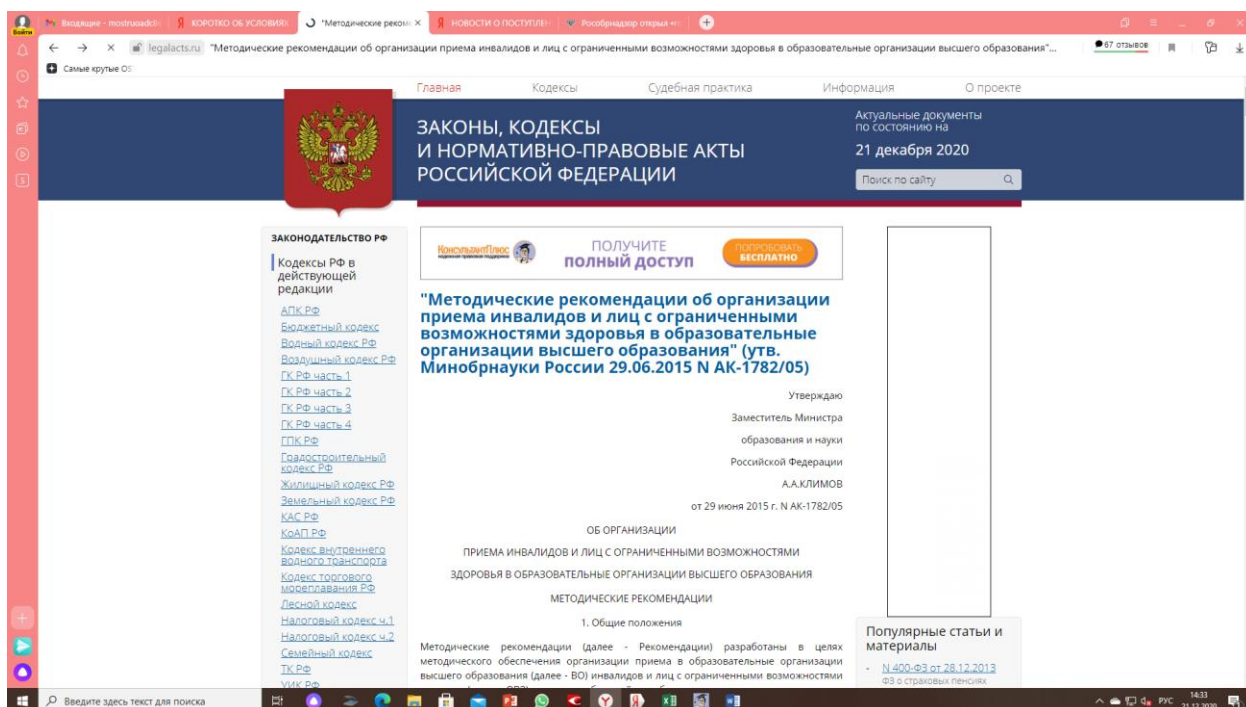 Войти
Входящие - mostruoadcli
КОРОТКО ОБ УСЛОВИЯХ
"Методические реком
НОВОСТИ О ПОСТУПЛЕН
Рособрнадзор открыл «г
legalacts.ru "Методические рекомендации об организации приема инвалидов и лиц с ограниченными возможностями здоровья в образовательные организации высшего образования"...
67 отзывов
Самые крутые OS
Главная Кодексы Судебная практика Информация О проекте
ЗАКОНЫ, КОДЕКСЫ
И НОРМАТИВНО-ПРАВОВЫЕ АКТЫ
РОССИЙСКОЙ ФЕДЕРАЦИИ
Актуальные документы
по состоянию на
21 декабря 2020
Поиск по сайту
ЗАКОНОДАТЕЛЬСТВО РФ
Кодексы РФ в
действующей
редакции
АПК РФ
Бюджетный кодекс
Водный кодекс РФ
Воздушный кодекс РФ
ГК РФ часть 1
ГК РФ часть 2
ГК РФ часть 3
ГК РФ часть 4
ГПК РФ
Градостроительный
кодекс РФ
Жилищный кодекс РФ
Земельный кодекс РФ
КАС РФ
КоАП РФ
Кодекс внутреннего
водного транспорта
Кодекс торгового
мореплавания РФ
Лесной кодекс
Налоговый кодекс ч.1
Налоговый кодекс ч.2
Семейный кодекс
ТК РФ
УИК РФ
КонсультантПлюс
ПОЛУЧИТЕ
ПОЛНЫЙ ДОСТУП
ПОПРОБОВАТЬ
БЕСПЛАТНО
"Методические рекомендации об организации
приема инвалидов и лиц с ограниченными
возможностями здоровья в образовательные
организации высшего образования" (утв.
Минобрнауки России 29.06.2015 N АК-1782/05)
Утверждаю
Заместитель Министра
образования и науки
Российской Федерации
А.А.КЛИМОВ
от 29 июня 2015 г. N АК-1782/05
ОБ ОРГАНИЗАЦИИ
ПРИЕМА ИНВАЛИДОВ И ЛИЦ С ОГРАНИЧЕННЫМИ ВОЗМОЖНОСТЯМИ
ЗДОРОВЬЯ В ОБРАЗОВАТЕЛЬНЫЕ ОРГАНИЗАЦИИ ВЫСШЕГО ОБРАЗОВАНИЯ
МЕТОДИЧЕСКИЕ РЕКОМЕНДАЦИИ
1. Общие положения
Методические рекомендации (далее - Рекомендации) разработаны в целях
методического обеспечения организации приема в образовательные организации
высшего образования (далее - ВО) инвалидов и лиц с ограниченными возможностями
Популярные статьи и
материалы
N 400-ФЗ от 28.12.2013
ФЗ о страховых пенсиях
Введите здесь текст для поиска
РУС
14:33
21.12.2020